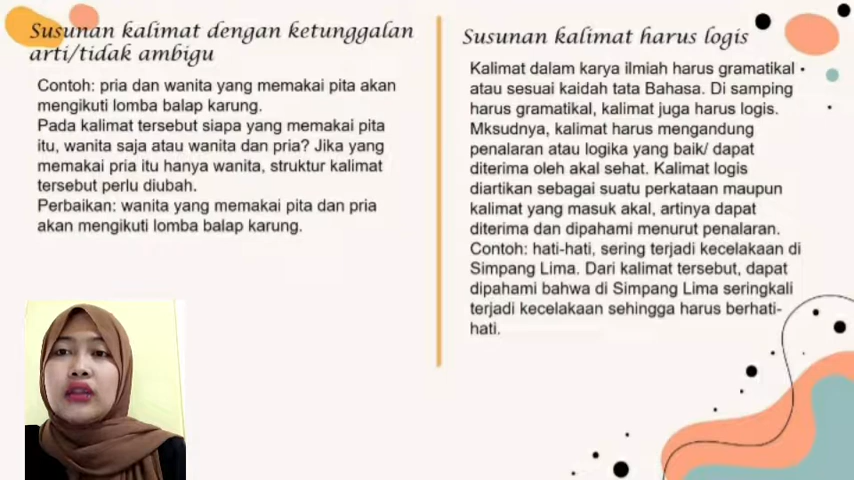 Susunan kalimat dengan ketunggalan
arti/tidak ambigu
Contoh: pria dan wanita yang memakai pita akan
mengikuti lomba balap karung.
Pada kalimat tersebut siapa yang memakai pita
itu, wanita saja atau wanita dan pria? Jika yang
memakai pria itu hanya wanita, struktur kalimat
tersebut perlu diubah.
Perbaikan: wanita yang memakai pita dan pria
akan mengikuti lomba balap karung.
Susunan kalimat harus logis
Kalimat dalam karya ilmiah harus gramatikal
atau sesuai kaidah tata Bahasa. Di samping
harus gramatikal, kalimat juga harus logis.
Mksudnya, kalimat harus mengandung
penalaran atau logika yang baik/ dapat
diterima oleh akal sehat. Kalimat logis
diartikan sebagai suatu perkataan maupun
kalimat yang masuk akal, artinya dapat
diterima dan dipahami menurut penalaran.
Contoh: hati-hati, sering terjadi kecelakaan di
Simpang Lima. Dari kalimat tersebut, dapat
dipahami bahwa di Simpang Lima seringkali
terjadi kecelakaan sehingga harus berhati-
hati.